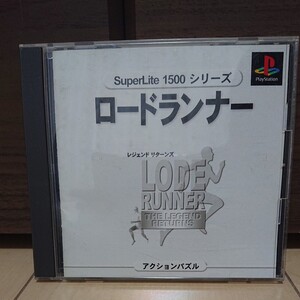 SuperLite 1500 シリーズ
PlayStation
ロードランナー
レジェンド リターンズ
LODE
RUNNER
THE LEGEND
RETURNS
アクションパズル